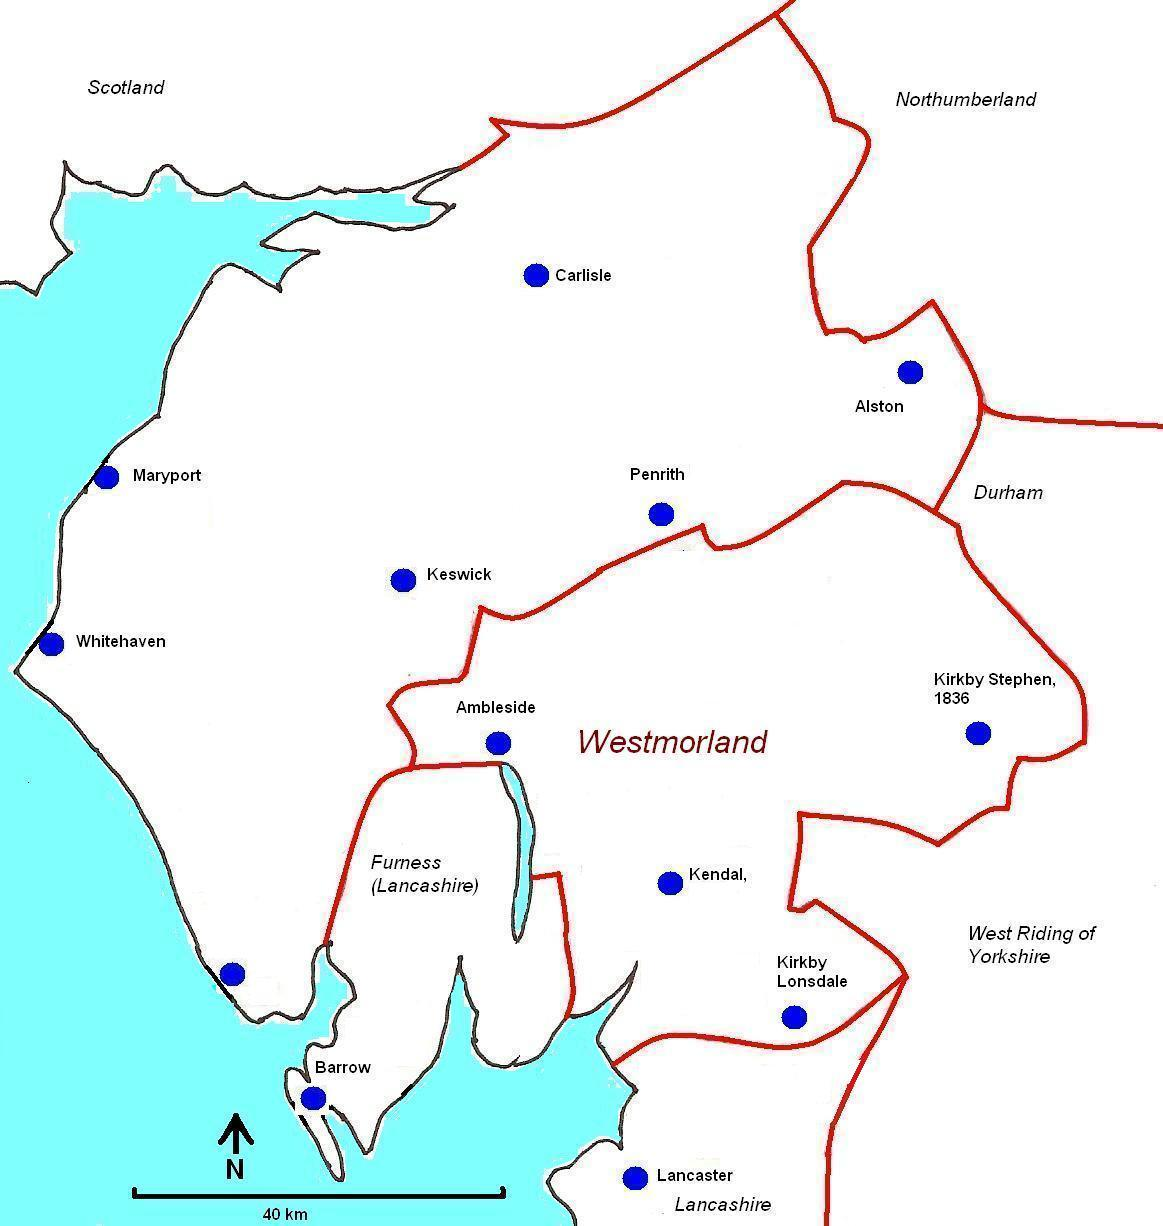 Scotland
Northumberland
Carlisle
Alston
Maryport
Penrith
Durham
Keswick
Whitehaven
Kirkby Stephen,
1836
Ambleside
Westmorland
Furness
(Lancashire)
Kendal,
West Riding of
Yorkshire
Kirkby
Lonsdale
Barrow
N
Lancaster
Lancashire
40 km